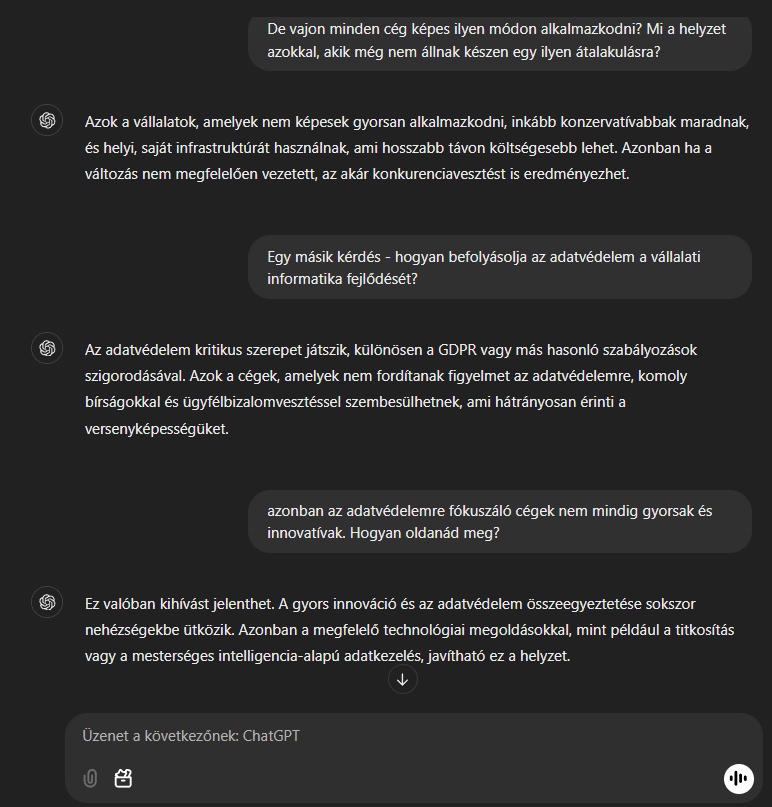 De vajon minden cég képes ilyen módon alkalmazkodni? Mi a helyzet
azokkal, akik még nem állnak készen egy ilyen átalakulásra?
Azok a vállalatok, amelyek nem képesek gyorsan alkalmazkodni, inkább konzervatívabbak maradnak,
és helyi, saját infrastruktúrát használnak, ami hosszabb távon költségesebb lehet. Azonban ha a
változás nem megfelelően vezetett, az akár konkurenciavesztést is eredményezhet.
Egy másik kérdés - hogyan befolyásolja az adatvédelem a vállalati
informatika fejlődését?
Az adatvédelem kritikus szerepet játszik, különösen a GDPR vagy más hasonló szabályozások
szigorodásával. Azok a cégek, amelyek nem fordítanak figyelmet az adatvédelemre, komoly
bírságokkal és ügyfélbizalomvesztéssel szembesülhetnek, ami hátrányosan érinti a
versenyképességüket.
azonban az adatvédelemre fókuszáló cégek nem mindig gyorsak és
innovatívak. Hogyan oldanád meg?
Ez valóban kihívást jelenthet. A gyors innováció és az adatvédelem összeegyeztetése sokszor
nehézségekbe ütközik. Azonban a megfelelő technológiai megoldásokkal, mint például a titkosítás
vagy a mesterséges intelligencia-alapú adatkezelés, javítható ez a helyzet.
Üzenet a következőnek: ChatGPT